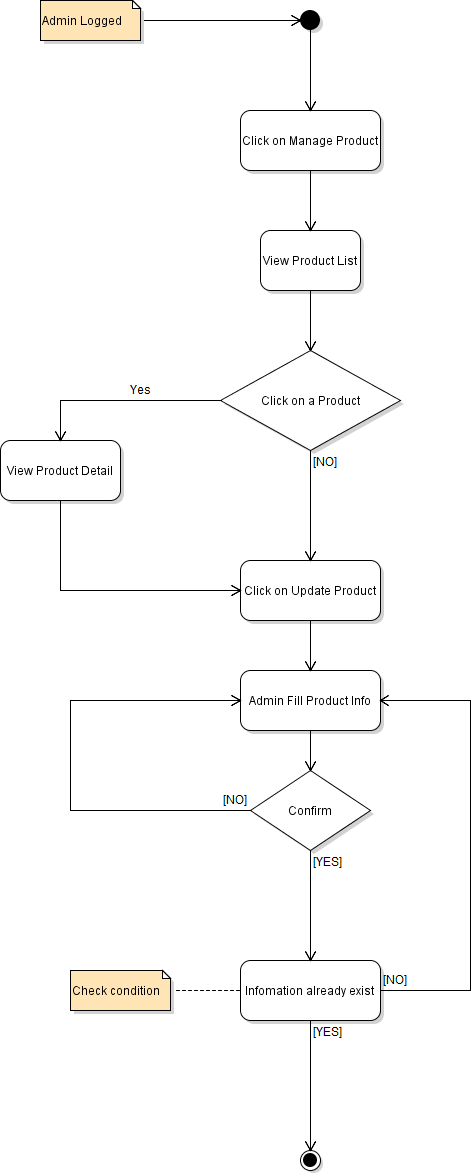 Admin Logged
Click on Manage Product
View Product List
Click on a Product
Yes
[NO]
View Product Detail
Click on Update Product
Admin Fill Product Info
[NO]
Confirm
[YES]
Infomation already exist
[NO]
Check condition
[YES]